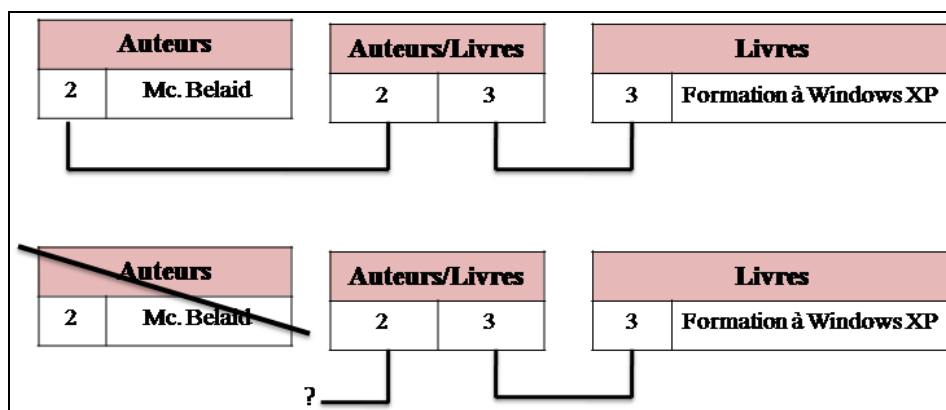 Auteurs Auteurs/Livres Livres
2 Mc. Belaid 2 3 3 Formation à Windows XP
Auteurs Auteurs/Livres Livres
2 Mc. Belaid 2 3 3 Formation à Windows XP
?